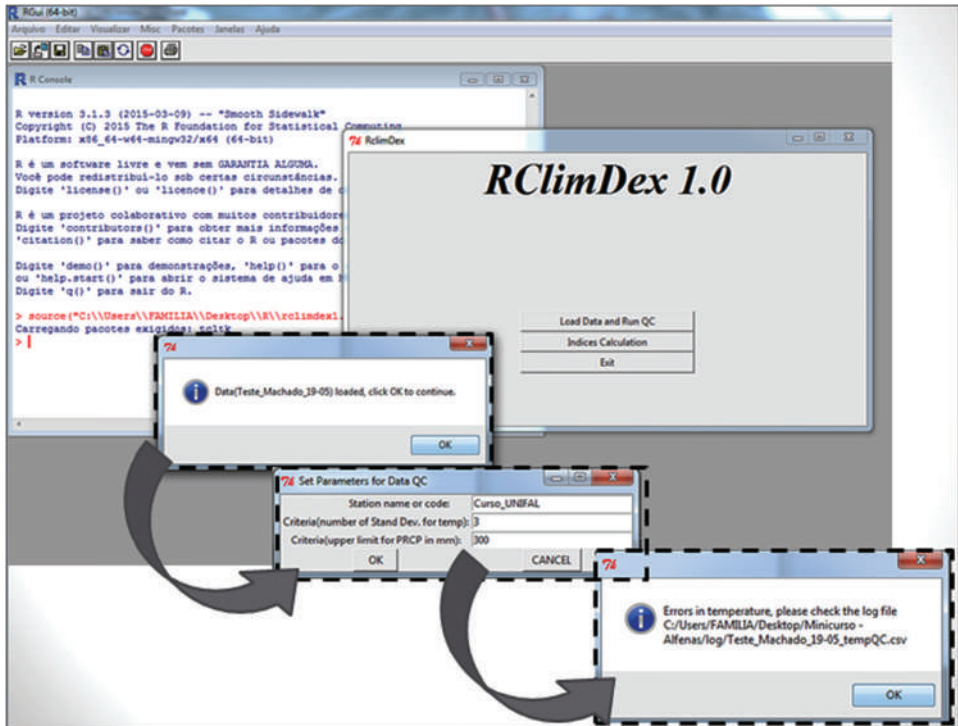 RGui (64-bit)
Arquivo Editar Visualizar Misc Pacotes Janelas Ajuda
R Console
R version 3.1.3 (2015-03-09) -- "Smooth Sidewalk"
Copyright (C) 2015 The R Foundation for Statistical Computing
Platform: x86_64-w64-mingw32/x64 (64-bit)
R é um software livre e vem sem GARANTIA ALGUMA.
Você pode redistribuí-lo sob certas circunstâncias.
Digite 'license()' ou 'licence()' para detalhes de
R é um projeto colaborativo com muitos contribuidore
Digite 'contributors()' para obter mais informações
'citation()' para saber como citar o R ou pacotes do
Digite 'demo()' para demonstrações, 'help()' para o
ou 'help.start()' para abrir o sistema de ajuda em
Digite 'q()' para sair do R.
> source("C:\\Users\\FAMILIA\\Desktop\\R\\rclimdex1.
Carregando pacotes exigidos: tcltk
>
RclimDex
RClimDex 1.0
Load Data and Run QC
Indices Calculation
Exit
Data(Teste_Machado_19-05) loaded, click OK to continue.
OK
Set Parameters for Data QC
Station name or code: Curso_UNIFAL
Criteria(number of Stand Dev. for temp): 3
Criteria(upper limit for PRCP in mm): 300
OK CANCEL
Errors in temperature, please check the log file
C:/Users/FAMILIA/Desktop/Minicurso -
Alfenas/log/Teste_Machado_19-05_tempQC.csv
OK